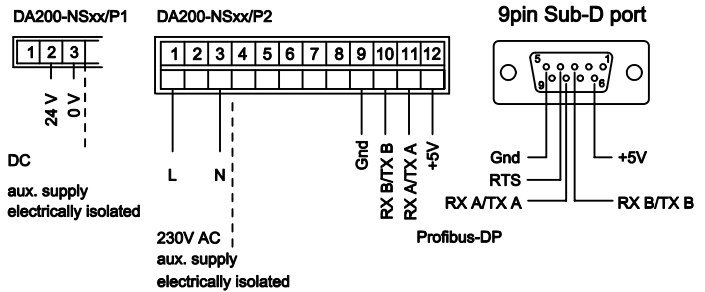 DA200-NSxx/P1
1 2 3
24 V
0 V
DC
aux. supply
electrically isolated
DA200-NSxx/P2
1 2 3 4 5 6 7 8 9 10 11 12
L
N
Gnd
RX B/TX B
RX A/TX A
+5V
230V AC
aux. supply
electrically isolated
9pin Sub-D port
5 1
9 6
Gnd
+5V
RTS
RX A/TX A
RX B/TX B
Profibus-DP